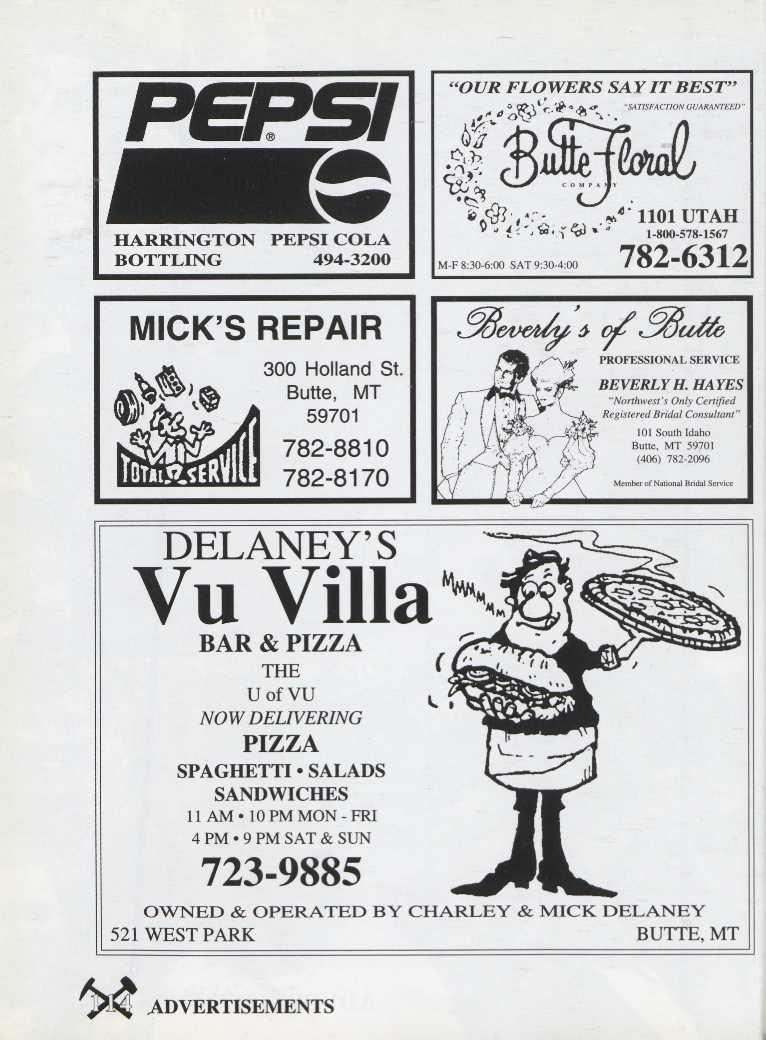 PEPSI
®
HARRINGTON PEPSI COLA
BOTTLING 494-3200
“OUR FLOWERS SAY IT BEST”
“SATISFACTION GUARANTEED”
Butte Floral
COMPANY
1101 UTAH
1-800-578-1567
M-F 8:30-6:00 SAT 9:30-4:00 782-6312
MICK'S REPAIR
300 Holland St.
Butte, MT
59701
782-8810
782-8170
TOTAL SERVICE
Beverly's of Butte
PROFESSIONAL SERVICE
BEVERLY H. HAYES
“Northwest's Only Certified
Registered Bridal Consultant”
101 South Idaho
Butte, MT 59701
(406) 782-2096
Member of National Bridal Service
DELANEY'S
Vu Villa
BAR & PIZZA
THE
U of VU
NOW DELIVERING
PIZZA
SPAGHETTI • SALADS
SANDWICHES
11 AM • 10 PM MON - FRI
4 PM • 9 PM SAT & SUN
723-9885
OWNED & OPERATED BY CHARLEY & MICK DELANEY
521 WEST PARK BUTTE, MT
114 ADVERTISEMENTS